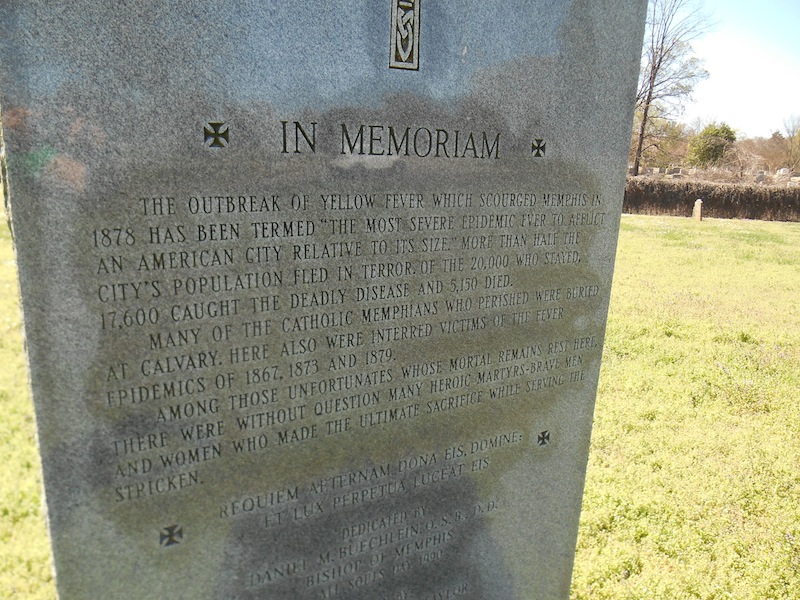 IN MEMORIAM
THE OUTBREAK OF YELLOW FEVER WHICH SCOURGED MEMPHIS IN
1878 HAS BEEN TERMED "THE MOST SEVERE EPIDEMIC EVER TO AFFLICT
AN AMERICAN CITY RELATIVE TO ITS SIZE." MORE THAN HALF THE
CITY'S POPULATION FLED IN TERROR. OF THE 20,000 WHO STAYED,
17,600 CAUGHT THE DEADLY DISEASE AND 5,150 DIED.
MANY OF THE CATHOLIC MEMPHIANS WHO PERISHED WERE BURIED
AT CALVARY. HERE ALSO WERE INTERRED VICTIMS OF THE FEVER
EPIDEMICS OF 1867, 1873 AND 1879.
AMONG THOSE UNFORTUNATES WHOSE MORTAL REMAINS REST HERE,
THERE WERE WITHOUT QUESTION MANY HEROIC MARTYRS-BRAVE MEN
AND WOMEN WHO MADE THE ULTIMATE SACRIFICE WHILE SERVING THE
STRICKEN.
REQUIEM AETERNAM DONA EIS, DOMINE:
ET LUX PERPETUA LUCEAT EIS
DEDICATED BY
DANIEL M. BUECHLEIN, O.S.B., D.D.
BISHOP OF MEMPHIS
ALL SOULS DAY 1990